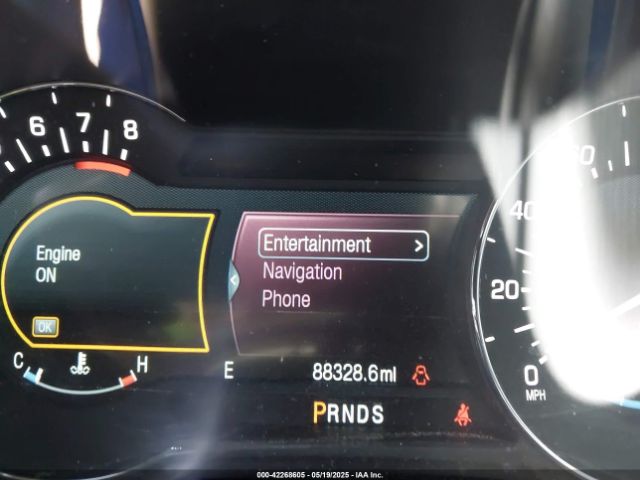 6 7 8
Engine
ON
OK
Entertainment >
Navigation
Phone
C H
E
88328.6ml
PRNDS
40
20
0
MPH
000-42268605 - 05/19/2025 - IAA Inc.